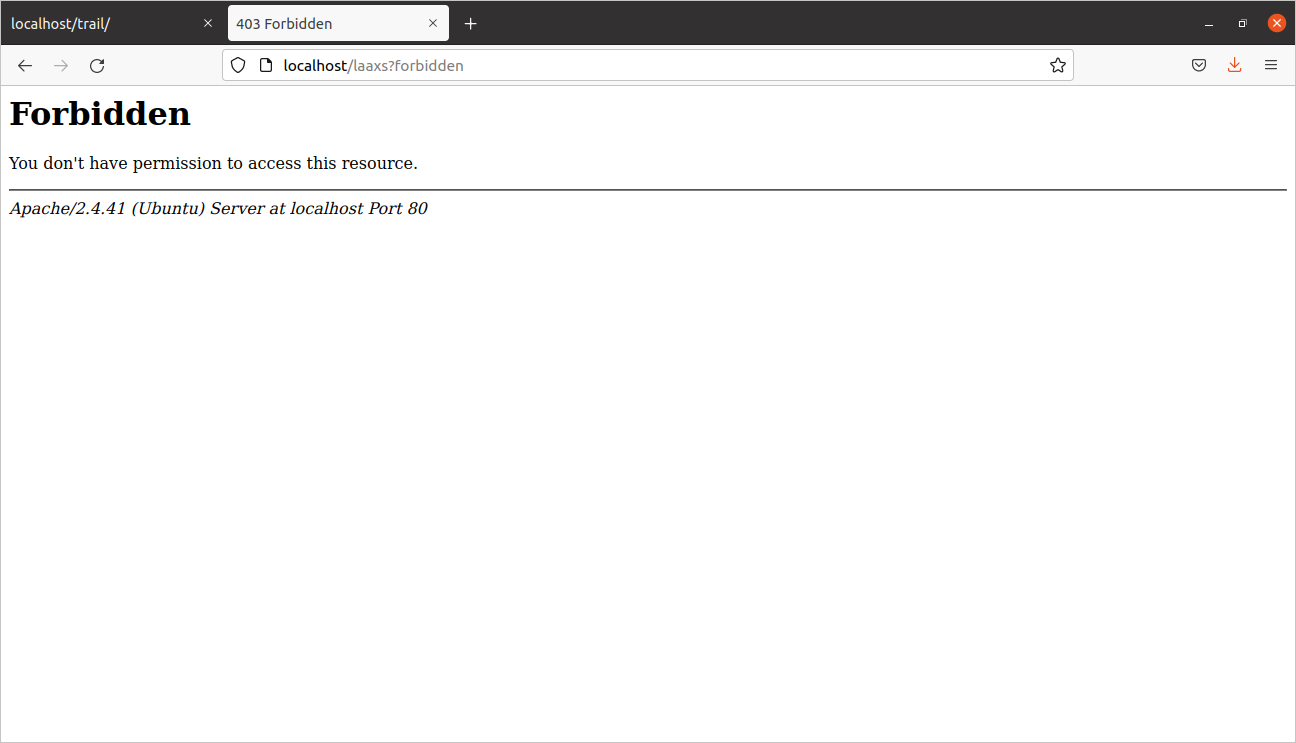 localhost/trail/
403 Forbidden
localhost/laaxs?forbidden
Forbidden
You don't have permission to access this resource.
Apache/2.4.41 (Ubuntu) Server at localhost Port 80